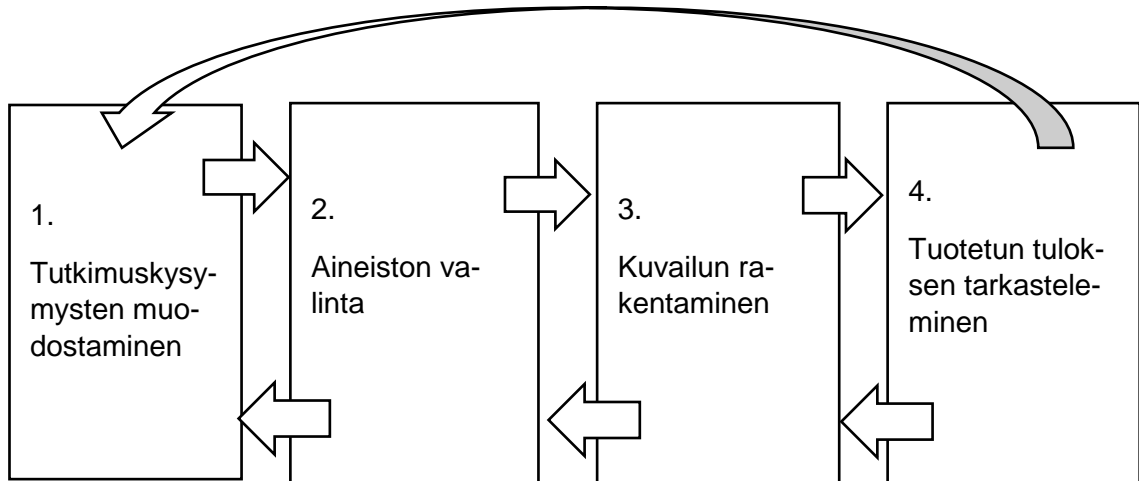 1.
Tutkimuskysy-
mysten muo-
dostaminen
2.
Aineiston va-
linta
3.
Kuvailun ra-
kentaminen
4.
Tuotetun tulok-
sen tarkastele-
minen